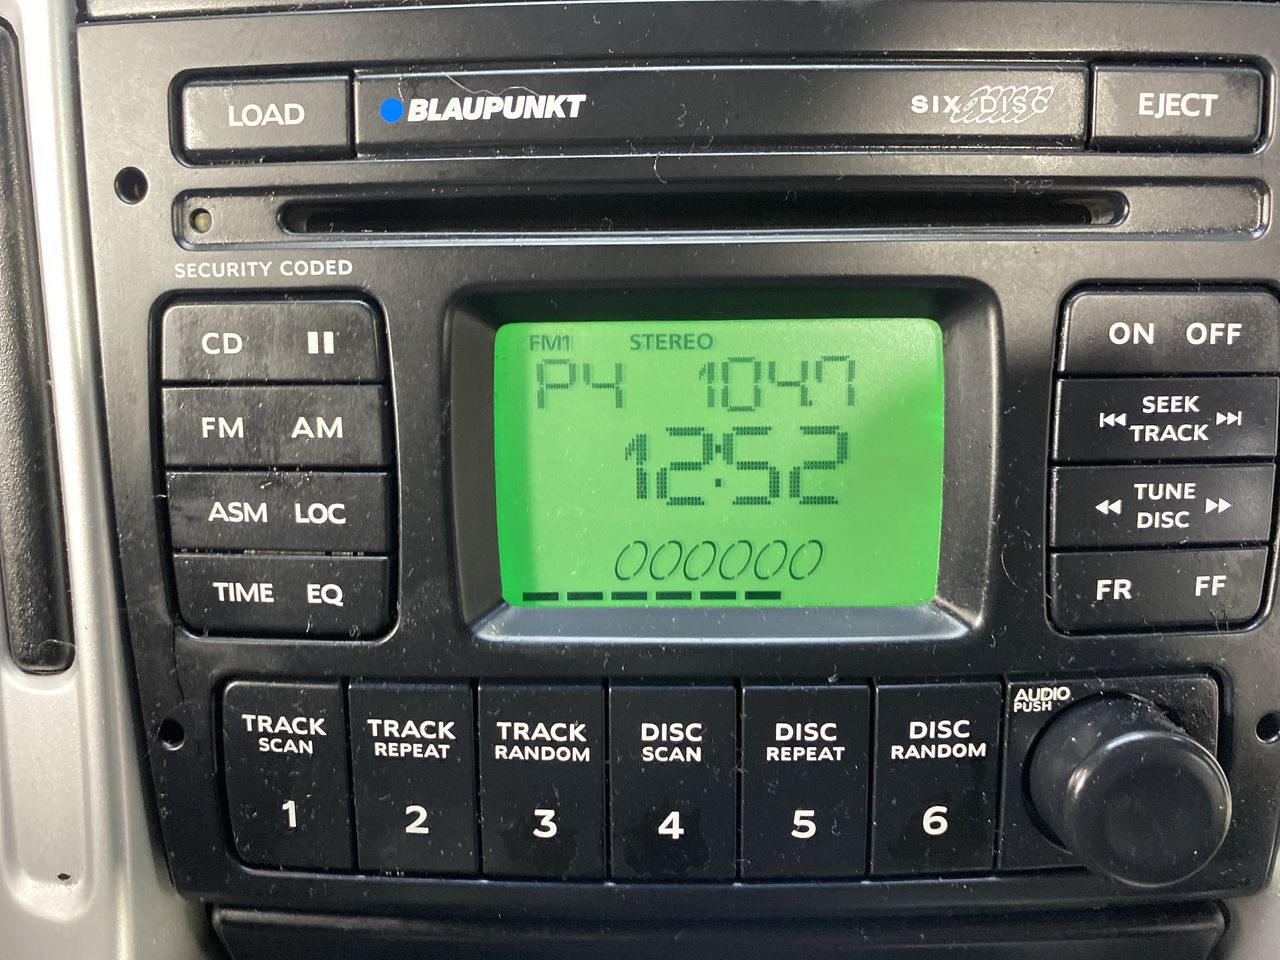 LOAD
BLAUPUNKT
SIX DISC
EJECT
SECURITY CODED
CD
FM AM
ASM LOC
TIME EQ
FM1 STEREO
P4 104.7
12:52
000000
ON OFF
SEEK
TRACK
TUNE
DISC
FR FF
TRACK
SCAN
1
TRACK
REPEAT
2
TRACK
RANDOM
3
DISC
SCAN
4
DISC
REPEAT
5
DISC
RANDOM
6
AUDIO
PUSH